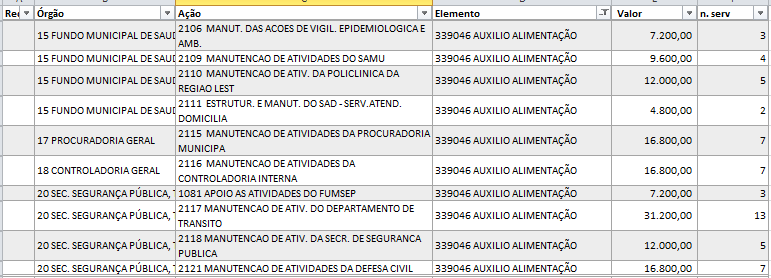 Rec Órgão Ação Elemento Valor n. serv
15 FUNDO MUNICIPAL DE SAUD 2106 MANUT. DAS ACOES DE VIGIL. EPIDEMIOLOGICA E 339046 AUXILIO ALIMENTAÇÃO 7.200,00 3
AMB.
15 FUNDO MUNICIPAL DE SAUD 2109 MANUTENCAO DE ATIVIDADES DO SAMU 339046 AUXILIO ALIMENTAÇÃO 9.600,00 4
15 FUNDO MUNICIPAL DE SAUD 2110 MANUTENCAO DE ATIV. DA POLICLINICA DA 339046 AUXILIO ALIMENTAÇÃO 12.000,00 5
REGIAO LEST
15 FUNDO MUNICIPAL DE SAUD 2111 ESTRUTUR. E MANUT. DO SAD - SERV.ATEND. 339046 AUXILIO ALIMENTAÇÃO 4.800,00 2
DOMICILIA
17 PROCURADORIA GERAL 2115 MANUTENCAO DE ATIVIDADES DA PROCURADORIA 339046 AUXILIO ALIMENTAÇÃO 16.800,00 7
MUNICIPA
18 CONTROLADORIA GERAL 2116 MANUTENCAO DE ATIVIDADES DA 339046 AUXILIO ALIMENTAÇÃO 16.800,00 7
CONTROLADORIA INTERNA
20 SEC. SEGURANÇA PÚBLICA, T 1081 APOIO AS ATIVIDADES DO FUMSEP 339046 AUXILIO ALIMENTAÇÃO 7.200,00 3
20 SEC. SEGURANÇA PÚBLICA, T 2117 MANUTENCAO DE ATIV. DO DEPARTAMENTO DE 339046 AUXILIO ALIMENTAÇÃO 31.200,00 13
TRANSITO
20 SEC. SEGURANÇA PÚBLICA, T 2118 MANUTENCAO DE ATIV. DA SECR. DE SEGURANCA 339046 AUXILIO ALIMENTAÇÃO 12.000,00 5
PUBLICA
20 SEC. SEGURANÇA PÚBLICA, T 2121 MANUTENCAO DE ATIVIDADES DA DEFESA CIVIL 339046 AUXILIO ALIMENTAÇÃO 16.800,00 7